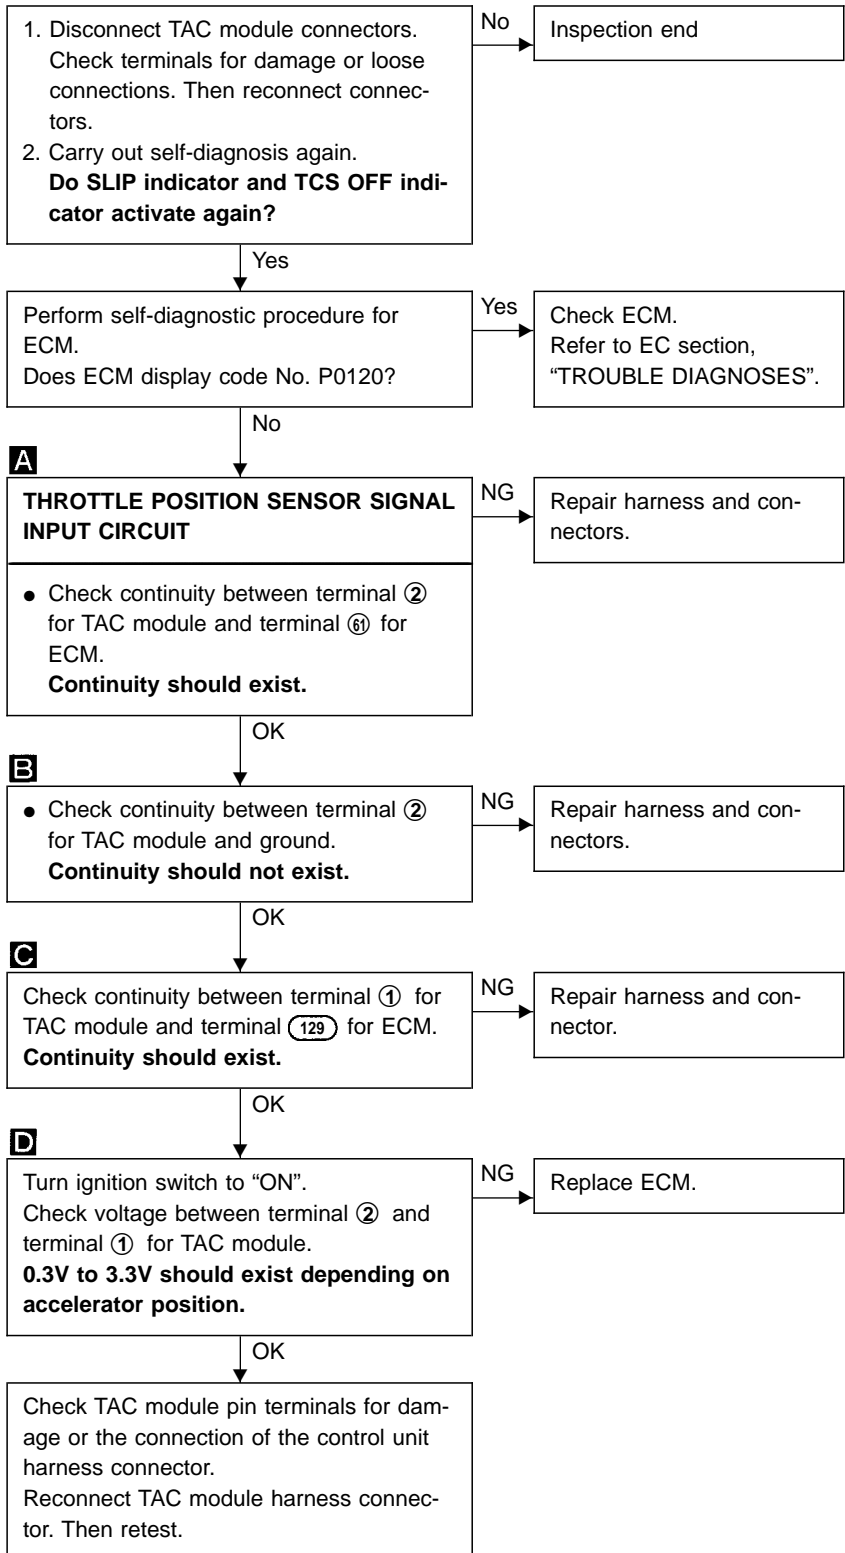 1. Disconnect TAC module connectors.
Check terminals for damage or loose
connections. Then reconnect connec-
tors.
2. Carry out self-diagnosis again.
Do SLIP indicator and TCS OFF indi-
cator activate again?
No
Inspection end
Yes
Perform self-diagnostic procedure for
ECM.
Does ECM display code No. P0120?
Yes
Check ECM.
Refer to EC section,
“TROUBLE DIAGNOSES”.
No
A
THROTTLE POSITION SENSOR SIGNAL
INPUT CIRCUIT
● Check continuity between terminal ②
for TAC module and terminal 61 for
ECM.
Continuity should exist.
NG
Repair harness and con-
nectors.
OK
B
● Check continuity between terminal ②
for TAC module and ground.
Continuity should not exist.
NG
Repair harness and con-
nectors.
OK
C
Check continuity between terminal ① for
TAC module and terminal 129 for ECM.
Continuity should exist.
NG
Repair harness and con-
nector.
OK
D
Turn ignition switch to “ON”.
Check voltage between terminal ② and
terminal ① for TAC module.
0.3V to 3.3V should exist depending on
accelerator position.
NG
Replace ECM.
OK
Check TAC module pin terminals for dam-
age or the connection of the control unit
harness connector.
Reconnect TAC module harness connec-
tor. Then retest.